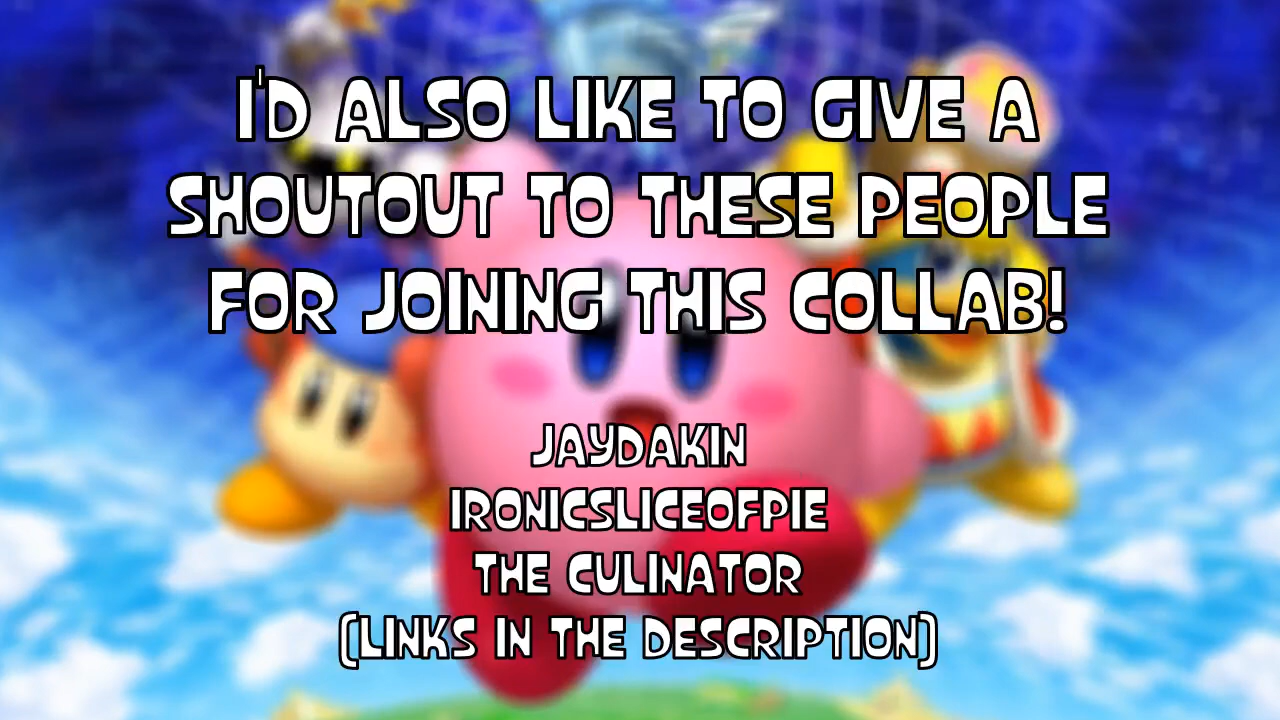 I'D ALSO LIKE TO GIVE A
SHOUTOUT TO THESE PEOPLE
FOR JOINING THIS COLLAB!
JAYDAKIN
IRONICSLICEOFPIE
THE CULINATOR
(LINKS IN THE DESCRIPTION)